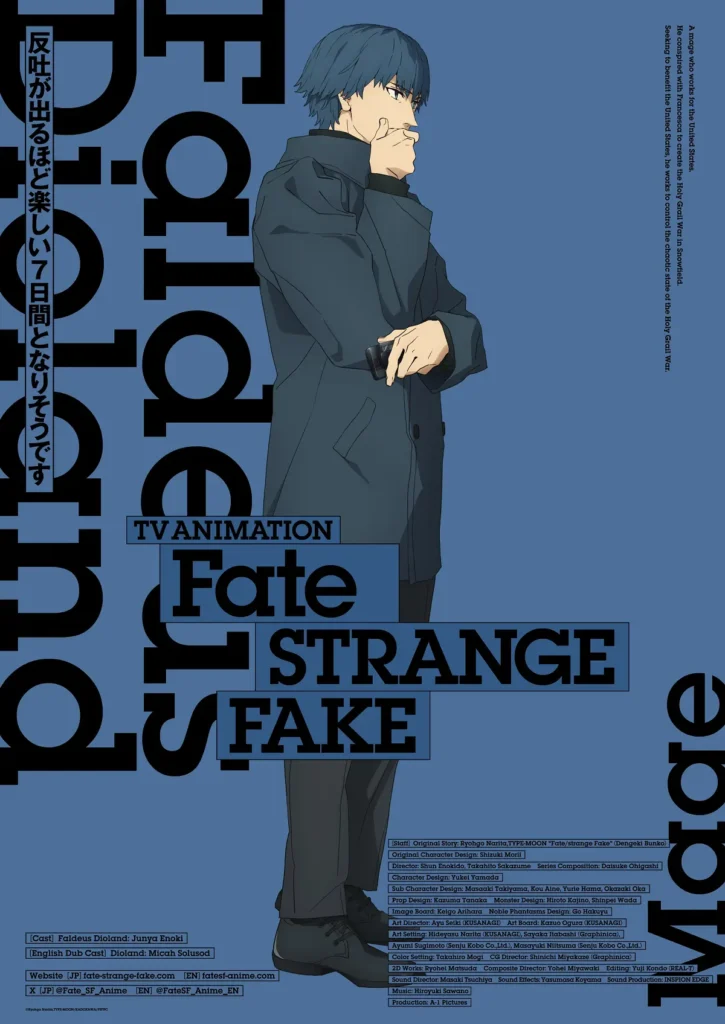 Faldeus
Dioland
反吐が出るほど楽しい7日間となりそうです
A mage who works for the United States.
He conspired with Francesca to create the Holy Grail War in Snowfield.
Seeking to benefit the United States, he works to control the chaotic state of the Holy Grail War.
TV ANIMATION
Fate
STRANGE
FAKE
Mage
[Cast] Faldeus Dioland: Junya Enoki
[English Dub Cast] Dioland: Micah Solusod
Website [JP] fate-strange-fake.com [EN] fatesf-anime.com
X [JP] @Fate_SF_Anime [EN] @FateSF_Anime_EN
[Staff] Original Story: Ryohgo Narita,TYPE-MOON "Fate/strange Fake" (Dengeki Bunko)
Original Character Design: Shizuki Morii
Director: Shun Enokido, Takahito Sakazume Series Composition: Daisuke Ohigashi
Character Design: Yukei Yamada
Sub Character Design: Masaaki Takiyama, Kou Aine, Yurie Hama, Okazaki Oka
Prop Design: Kazuma Tanaka Monster Design: Hiroto Kajino, Shinpei Wada
Image Board: Keigo Arihara Noble Phantasms Design: Go Hakuyu
Art Director: Ayu Seiki (KUSANAGI) Art Board: Kazuo Ogura (KUSANAGI)
Art Setting: Hideyasu Narita (KUSANAGI), Sayaka Itabashi (Graphinica),
Ayumi Sugimoto (Senju Kobo Co.,Ltd.), Masayuki Niitsuma (Senju Kobo Co.,Ltd.)
Color Setting: Takahiro Mogi CG Director: Shinichi Miyakase (Graphinica)
2D Works: Ryohei Matsuda Composite Director: Yohei Miyawaki Editing: Yuji Kondo (REAL-T)
Sound Director: Masaki Tsuchiya Sound Effects: Yasumasa Koyama Sound Production: INSPION EDGE
Music: Hiroyuki Sawano
Production: A-1 Pictures